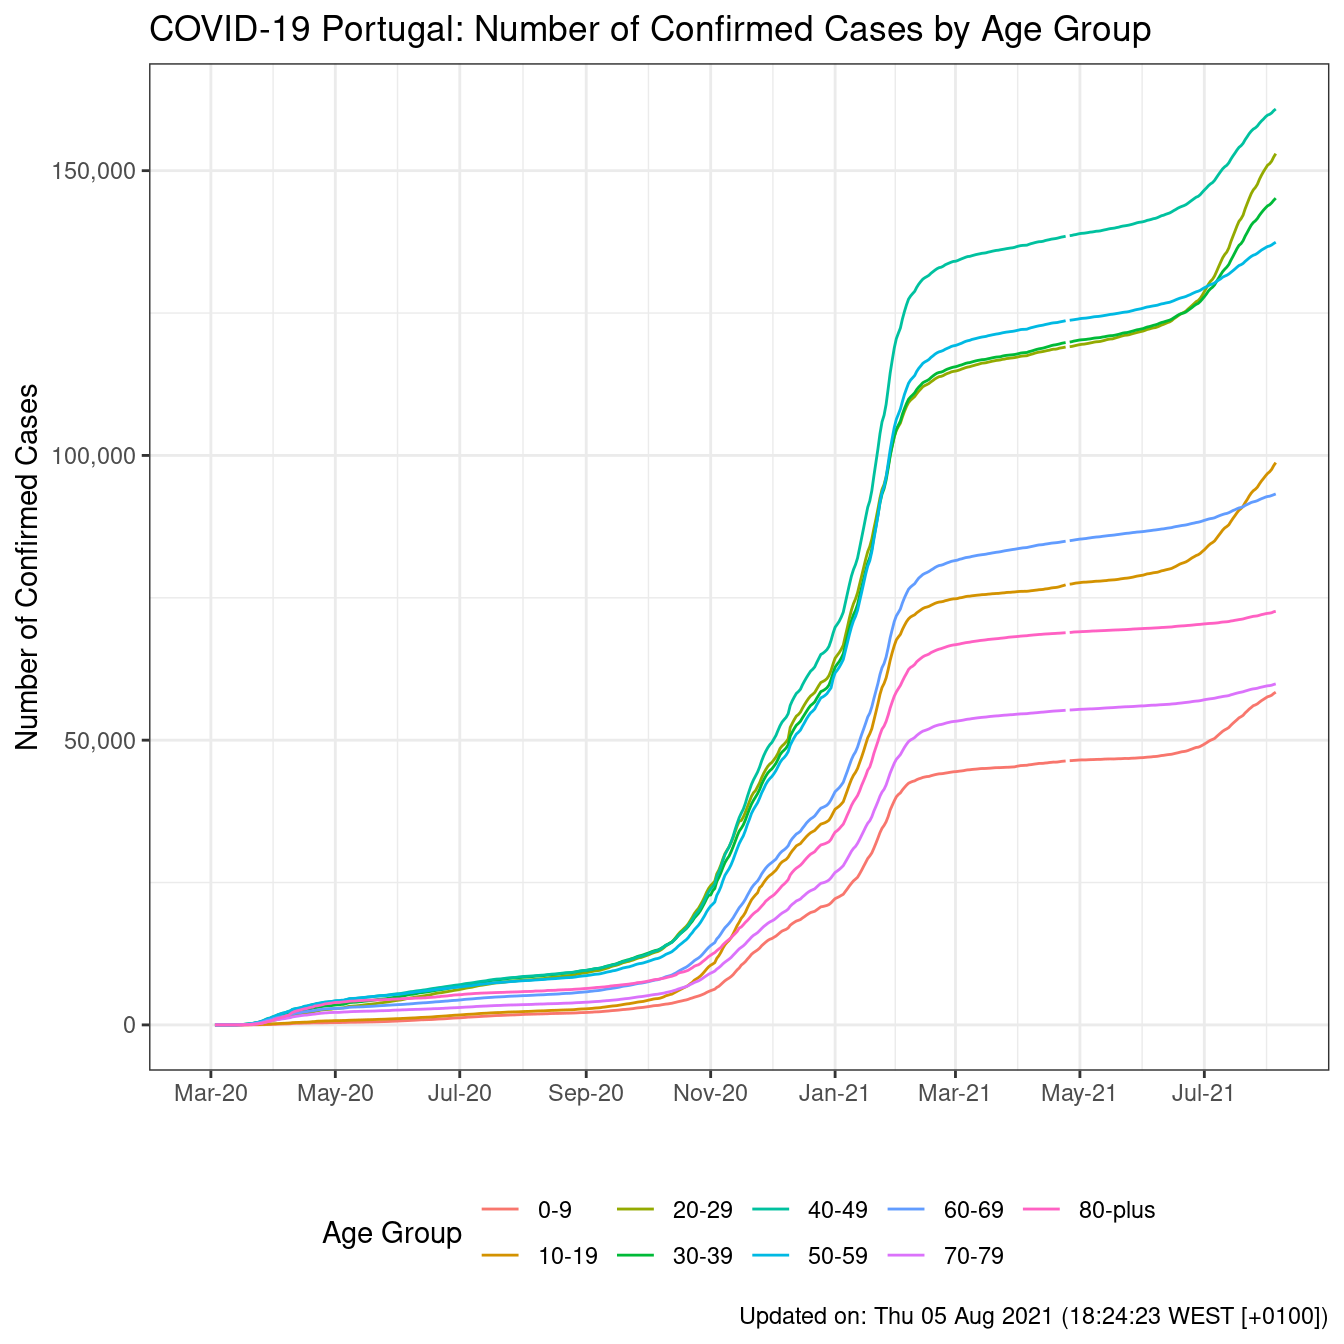 COVID-19 Portugal: Number of Confirmed Cases by Age Group
Number of Confirmed Cases
150,000
100,000
50,000
0
Mar-20 May-20 Jul-20 Sep-20 Nov-20 Jan-21 Mar-21 May-21 Jul-21
Age Group
0-9 20-29 40-49 60-69 80-plus
10-19 30-39 50-59 70-79
Updated on: Thu 05 Aug 2021 (18:24:23 WEST [+0100])